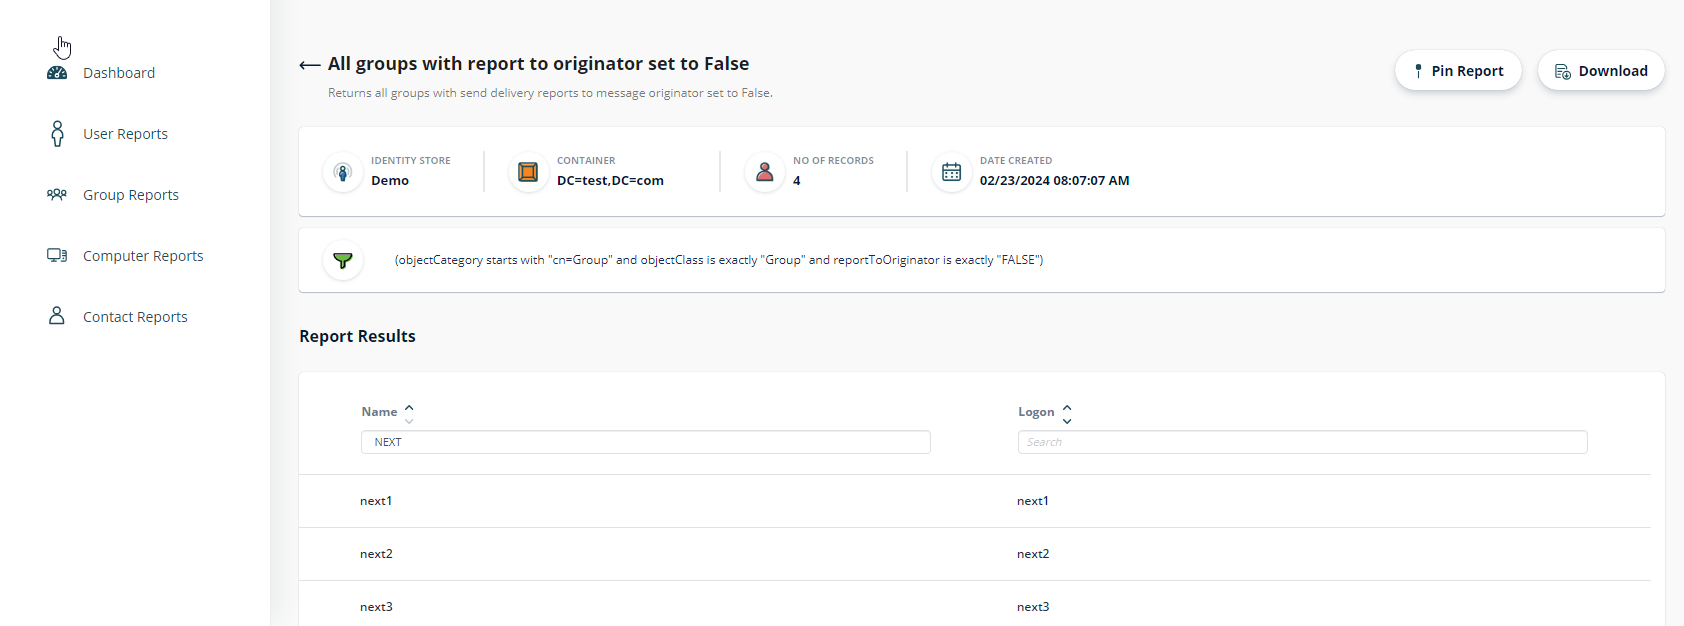 Dashboard
User Reports
Group Reports
Computer Reports
Contact Reports
All groups with report to originator set to False
Returns all groups with send delivery reports to message originator set to False.
Pin Report
Download
IDENTITY STORE
Demo
CONTAINER
DC=test,DC=com
NO OF RECORDS
4
DATE CREATED
02/23/2024 08:07:07 AM
(objectCategory starts with "cn=Group" and objectClass is exactly "Group" and reportToOriginator is exactly "FALSE")
Report Results
Name
Logon
NEXT
Search
next1
next1
next2
next2
next3
next3